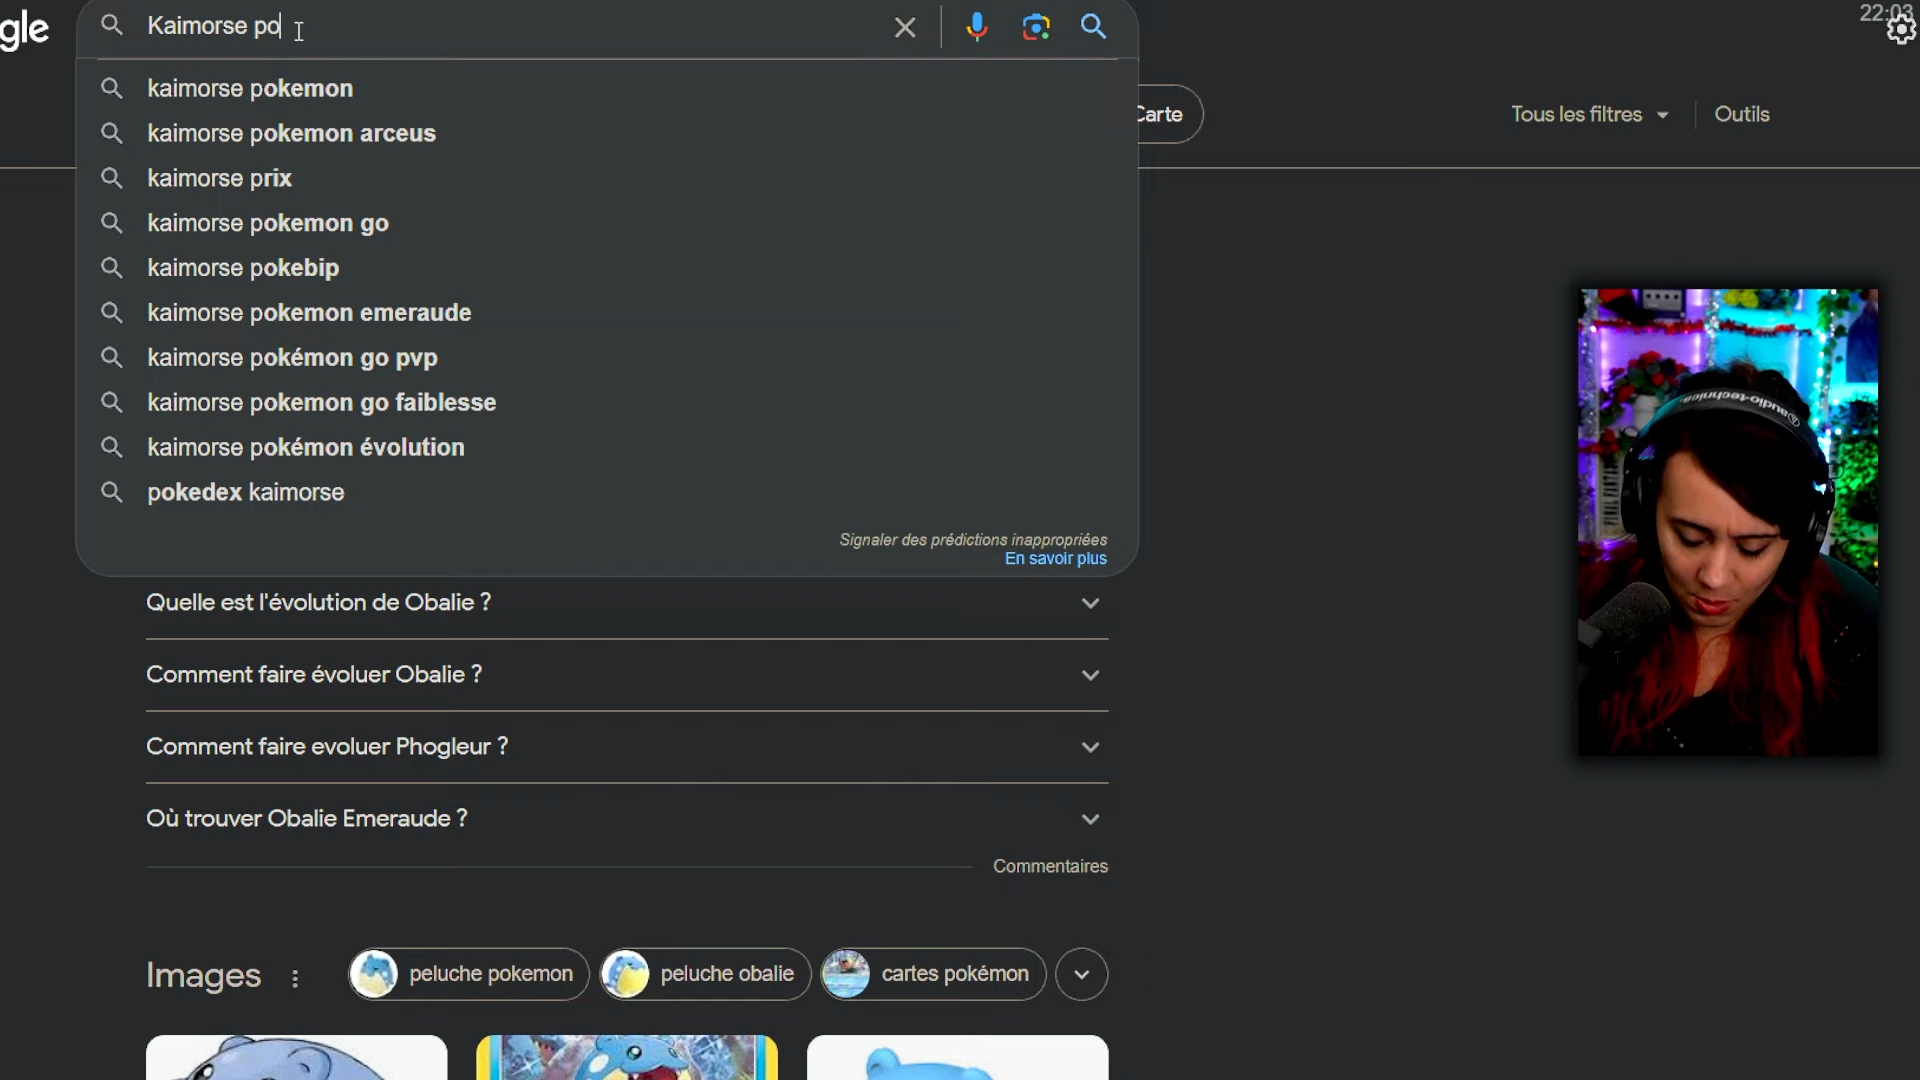 gle
Kaimorse po
22:03
kaimorse pokemon
kaimorse pokemon arceus
kaimorse prix
kaimorse pokemon go
kaimorse pokebip
kaimorse pokemon emeraude
kaimorse pokémon go pvp
kaimorse pokemon go faiblesse
kaimorse pokémon évolution
pokedex kaimorse
Signaler des prédictions inappropriées
En savoir plus
Carte
Tous les filtres
Outils
audio-technica
Quelle est l'évolution de Obalie ?
Comment faire évoluer Obalie ?
Comment faire evoluer Phogleur ?
Où trouver Obalie Emeraude ?
Commentaires
Images
peluche pokemon
peluche obalie
cartes pokémon